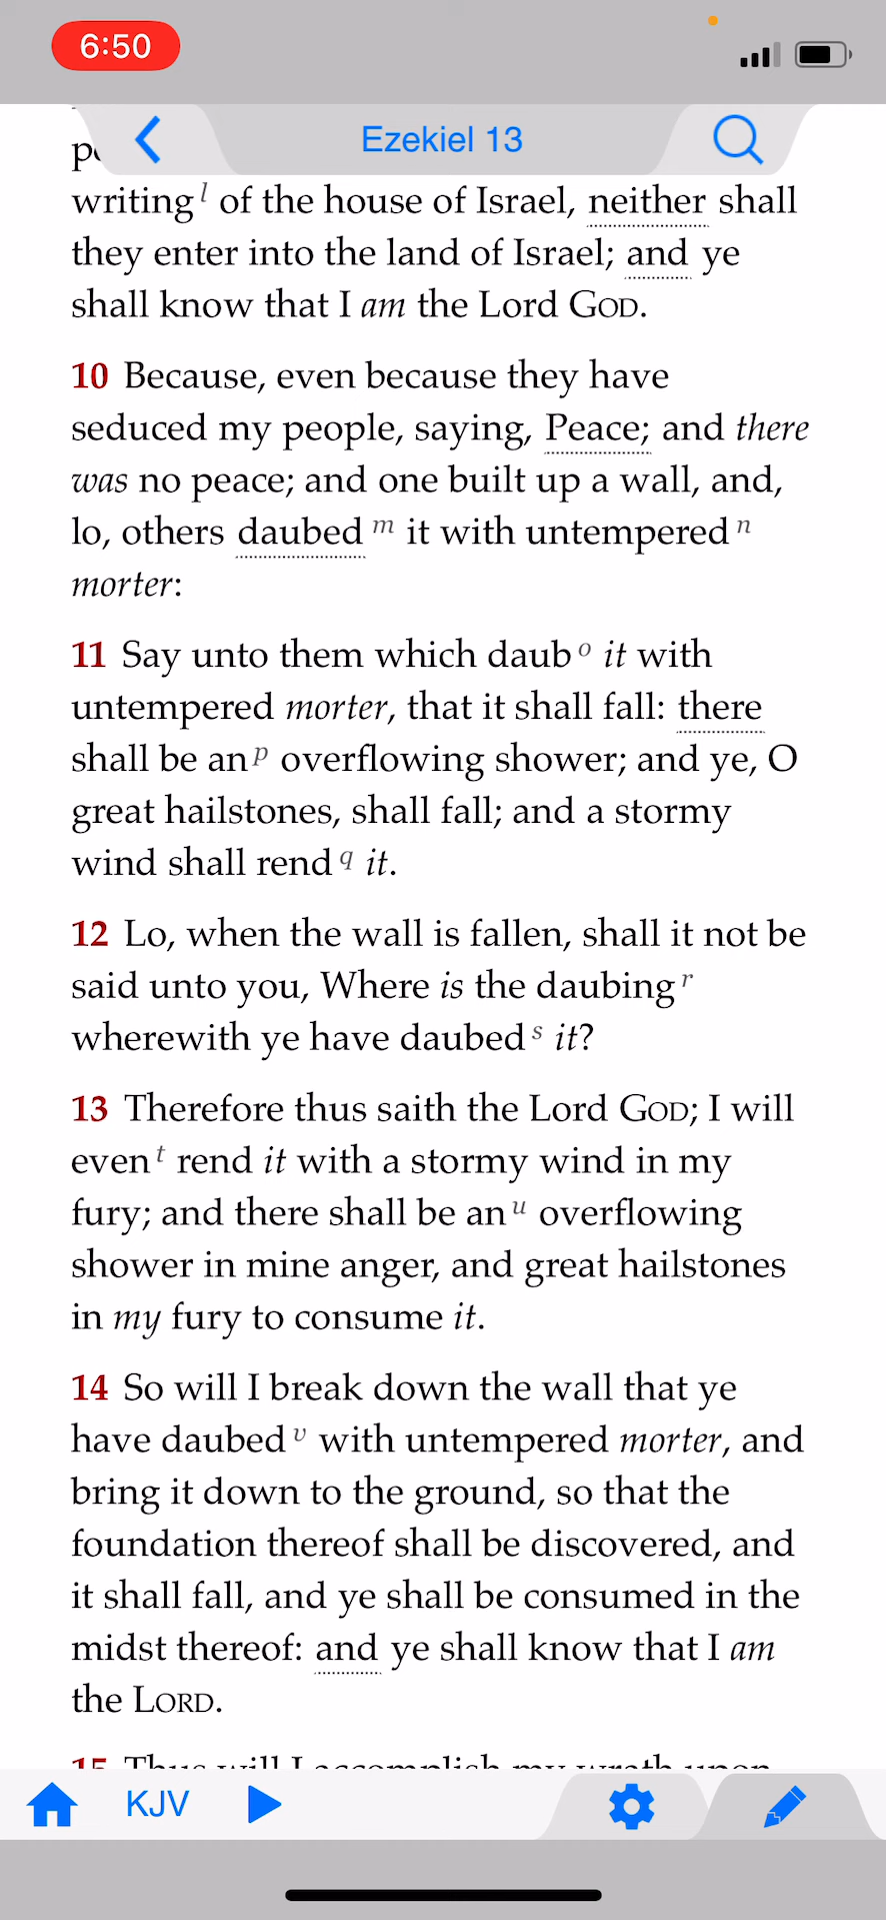 6:50
Ezekiel 13
writing l of the house of Israel, neither shall
they enter into the land of Israel; and ye
shall know that I am the Lord GOD.
10 Because, even because they have
seduced my people, saying, Peace; and there
was no peace; and one built up a wall, and,
lo, others daubed m it with untempered n
morter:
11 Say unto them which daub o it with
untempered morter, that it shall fall: there
shall be an p overflowing shower; and ye, O
great hailstones, shall fall; and a stormy
wind shall rend q it.
12 Lo, when the wall is fallen, shall it not be
said unto you, Where is the daubing r
wherewith ye have daubed s it?
13 Therefore thus saith the Lord GOD; I will
even t rend it with a stormy wind in my
fury; and there shall be an u overflowing
shower in mine anger, and great hailstones
in my fury to consume it.
14 So will I break down the wall that ye
have daubed v with untempered morter, and
bring it down to the ground, so that the
foundation thereof shall be discovered, and
it shall fall, and ye shall be consumed in the
midst thereof: and ye shall know that I am
the LORD.
15 Thus will I accomplish my wrath upon
KJV